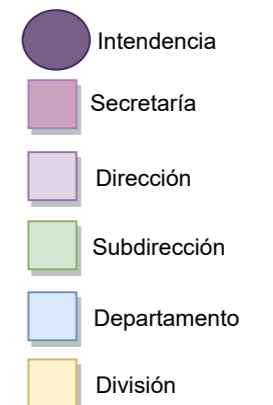 Intendencia
Secretaría
Dirección
Subdirección
Departamento
División